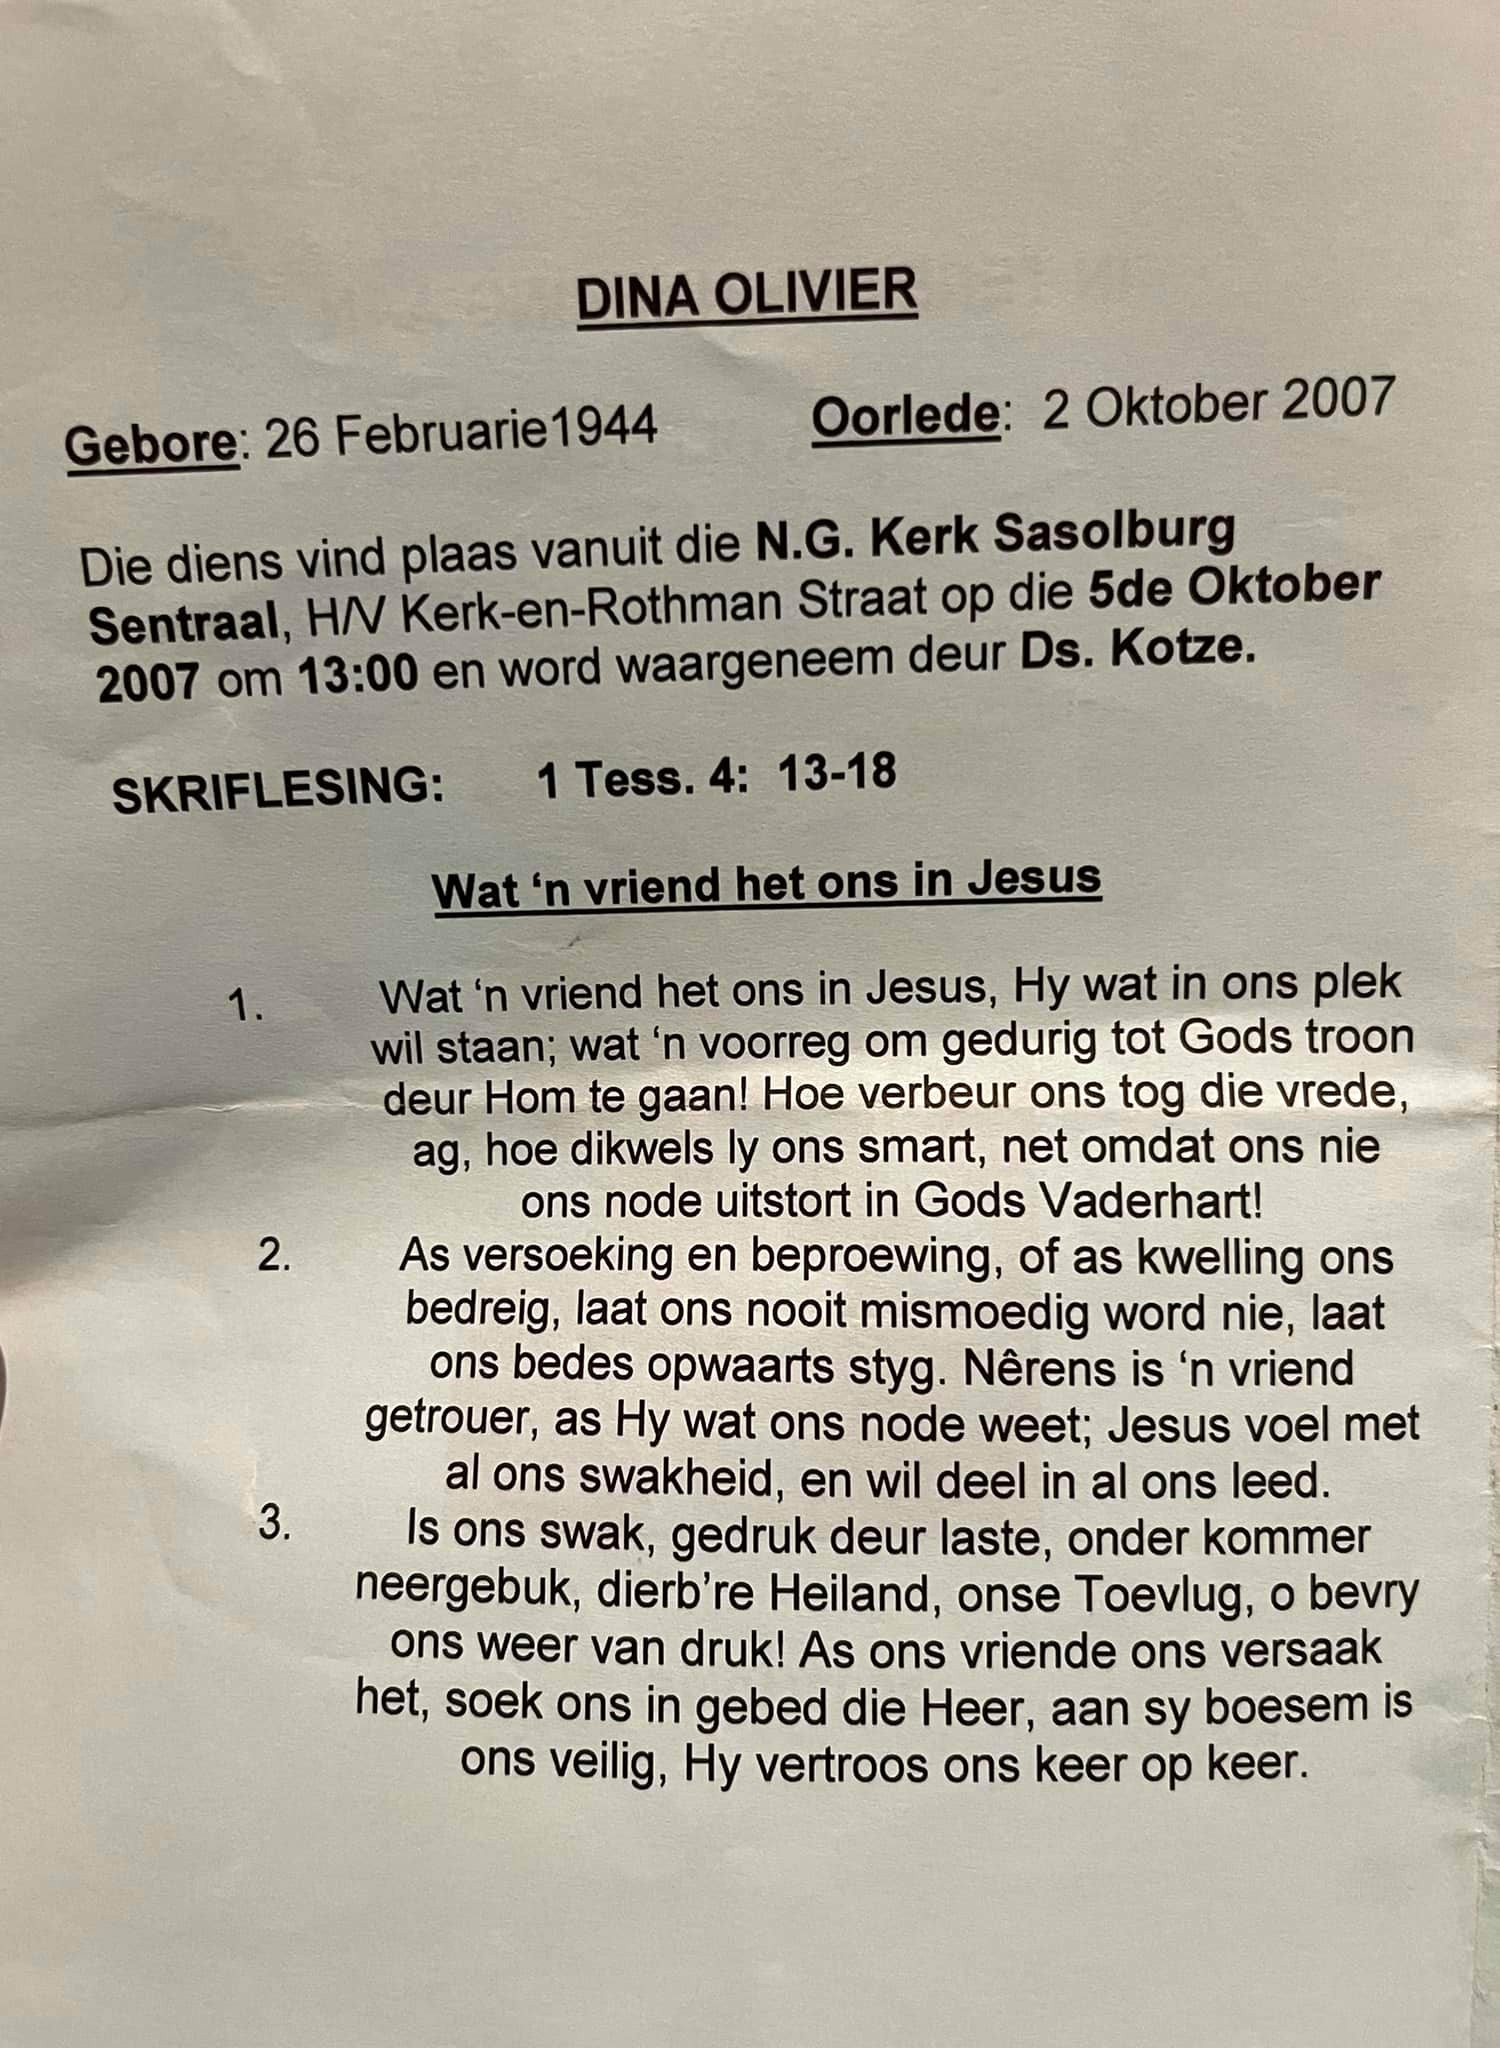 DINA OLIVIER
Gebore: 26 Februarie1944 Oorlede: 2 Oktober 2007
Die diens vind plaas vanuit die N.G. Kerk Sasolburg
Sentraal, H/V Kerk-en-Rothman Straat op die 5de Oktober
2007 om 13:00 en word waargeneem deur Ds. Kotze.
SKRIFLESING: 1 Tess. 4: 13-18
Wat ‘n vriend het ons in Jesus
1. Wat ‘n vriend het ons in Jesus, Hy wat in ons plek
wil staan; wat ‘n voorreg om gedurig tot Gods troon
deur Hom te gaan! Hoe verbeur ons tog die vrede,
ag, hoe dikwels ly ons smart, net omdat ons nie
ons node uitstort in Gods Vaderhart!
2. As versoeking en beproewing, of as kwelling ons
bedreig, laat ons nooit mismoedig word nie, laat
ons bedes opwaarts styg. Nêrens is ‘n vriend
getrouer, as Hy wat ons node weet; Jesus voel met
al ons swakheid, en wil deel in al ons leed.
3. Is ons swak, gedruk deur laste, onder kommer
neergebuk, dierb’re Heiland, onse Toevlug, o bevry
ons weer van druk! As ons vriende ons versaak
het, soek ons in gebed die Heer, aan sy boesem is
ons veilig, Hy vertroos ons keer op keer.